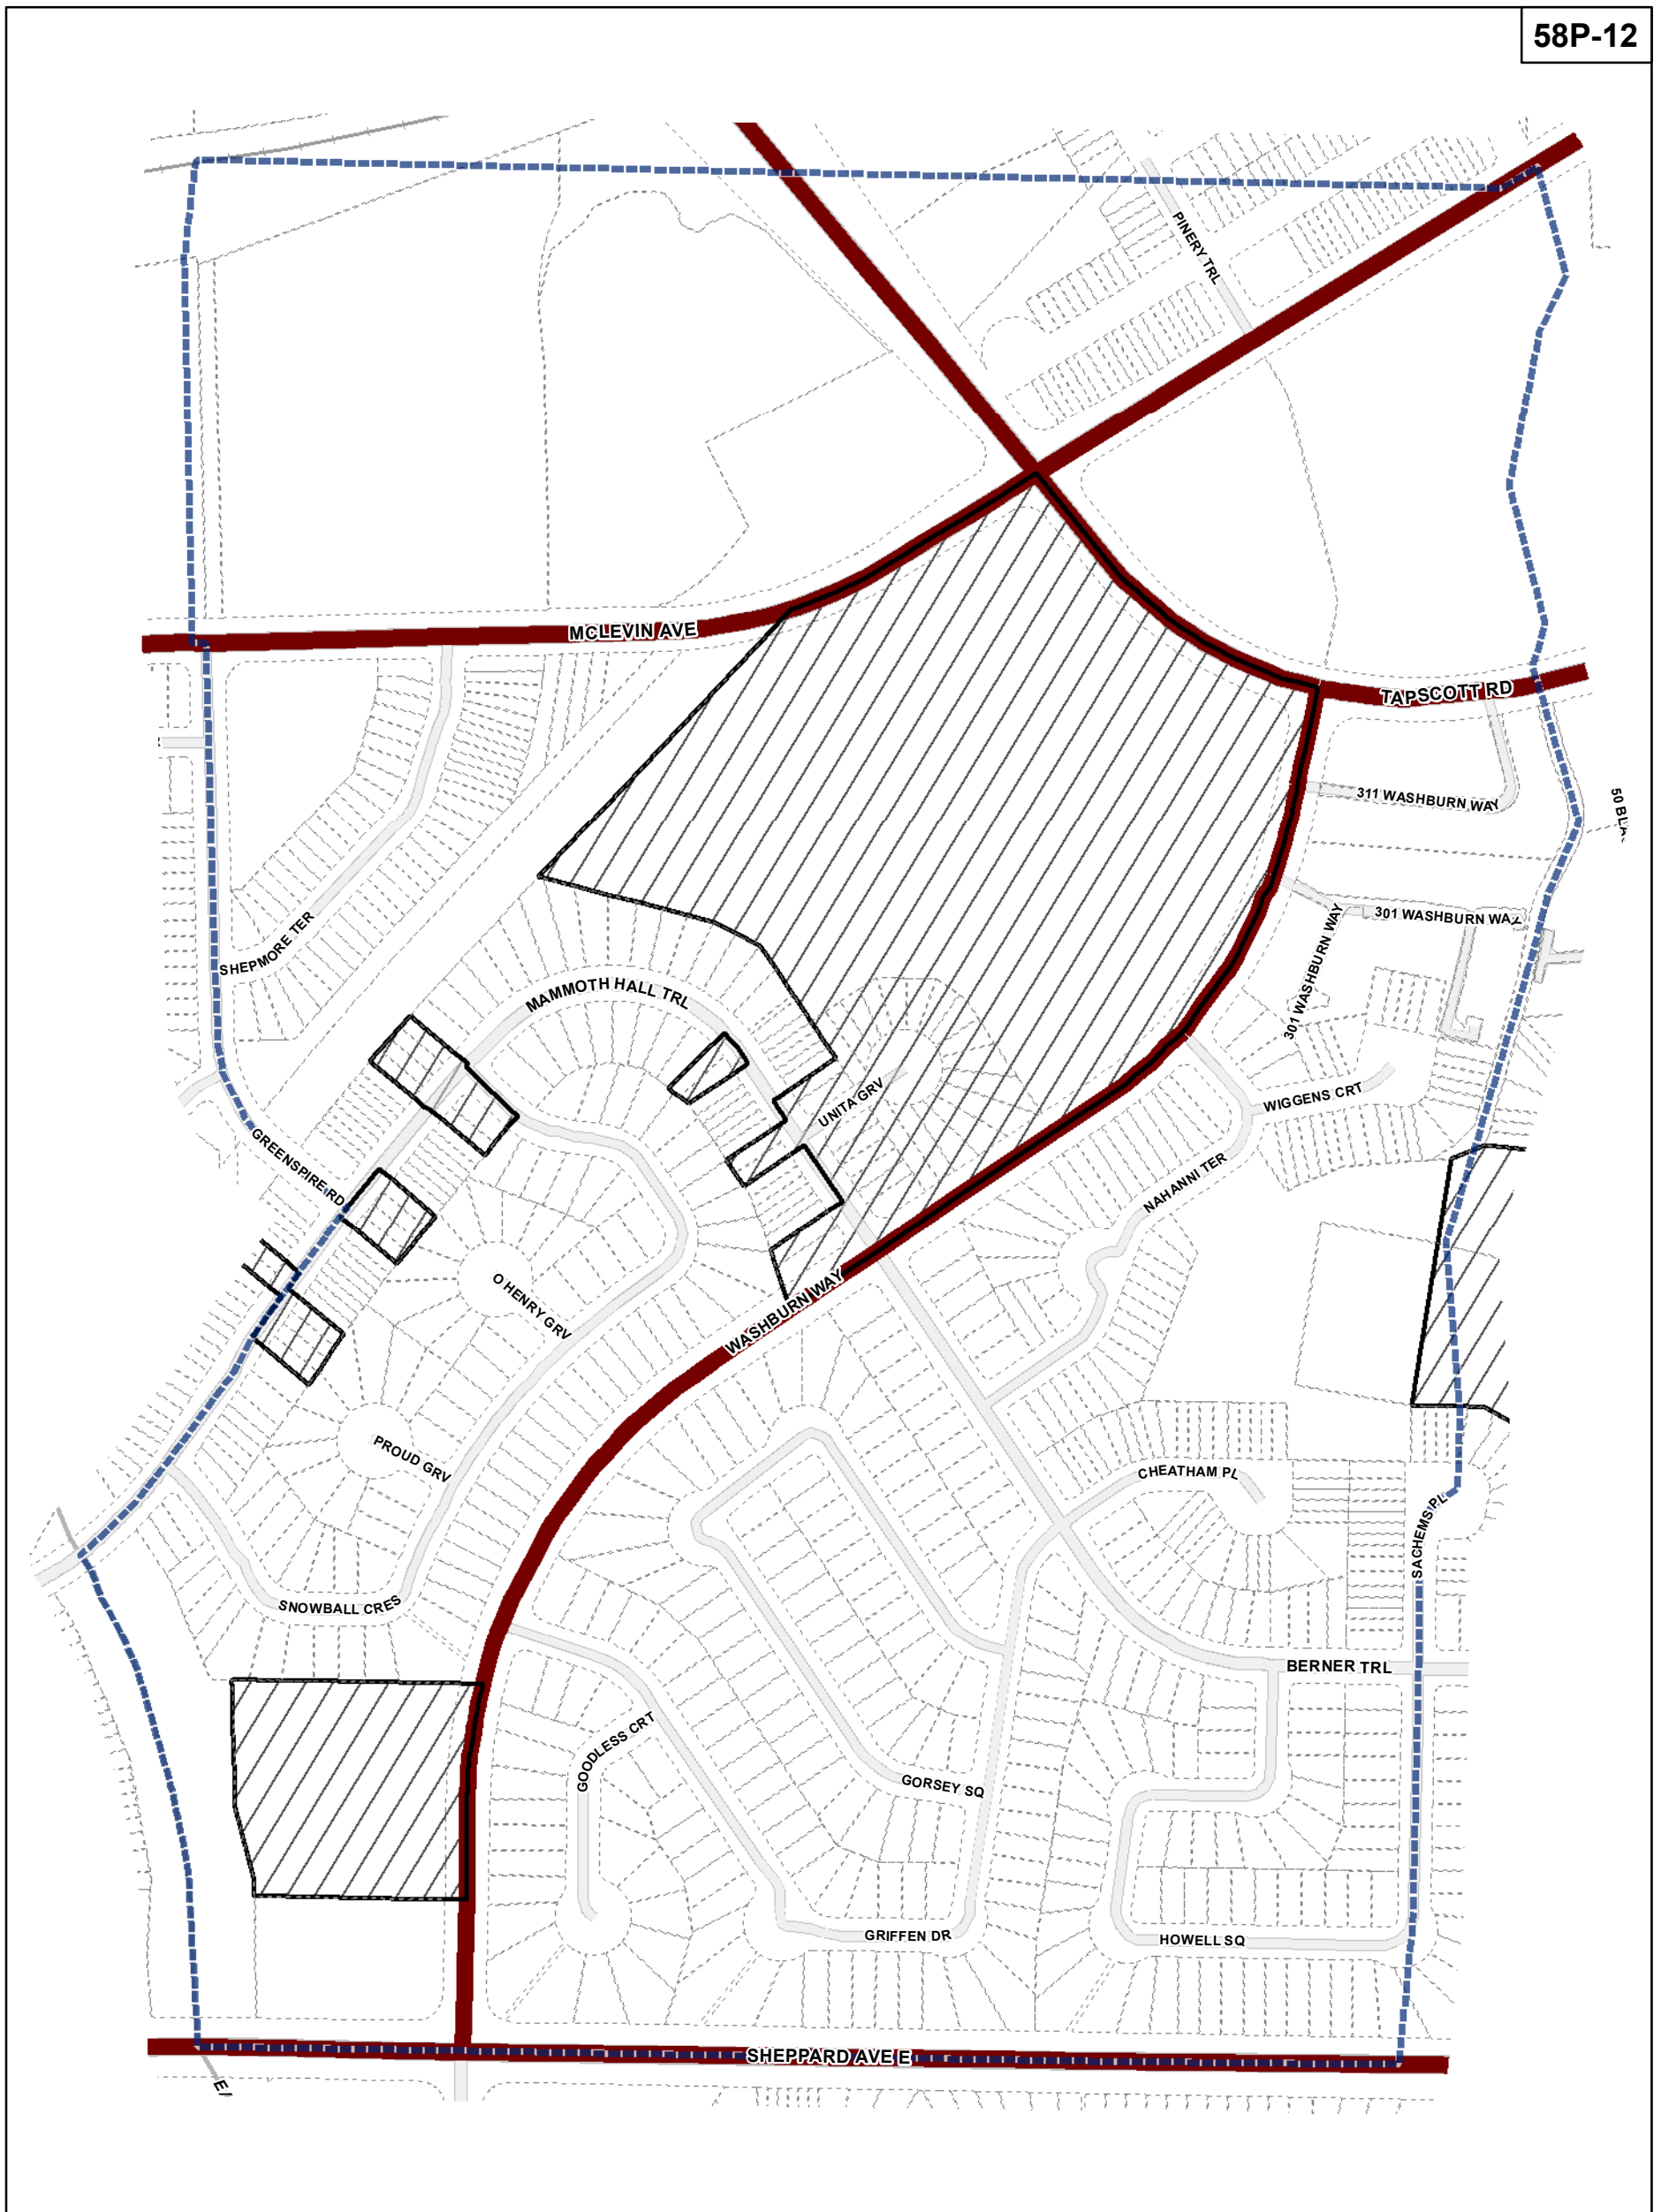 58P-12
PINERY TRL
MCLEVIN AVE
TAPSCOTT RD
311 WASHBURN WAY
301 WASHBURN WAY
301 WASHBURN WAY
SHEPMORE TER
MAMMOTH HALL TRL
UNITA GRV
WIGGENS CRT
GREENSPIRE RD
NAHANNI TER
O HENRY GRV
WASHBURN WAY
PROUD GRV
CHEATHAM PL
SACHEMS PL
SNOWBALL CRES
BERNER TRL
GOODLESS CRT
GORSEY SQ
GRIFFEN DR
HOWELL SQ
SHEPPARD AVE E